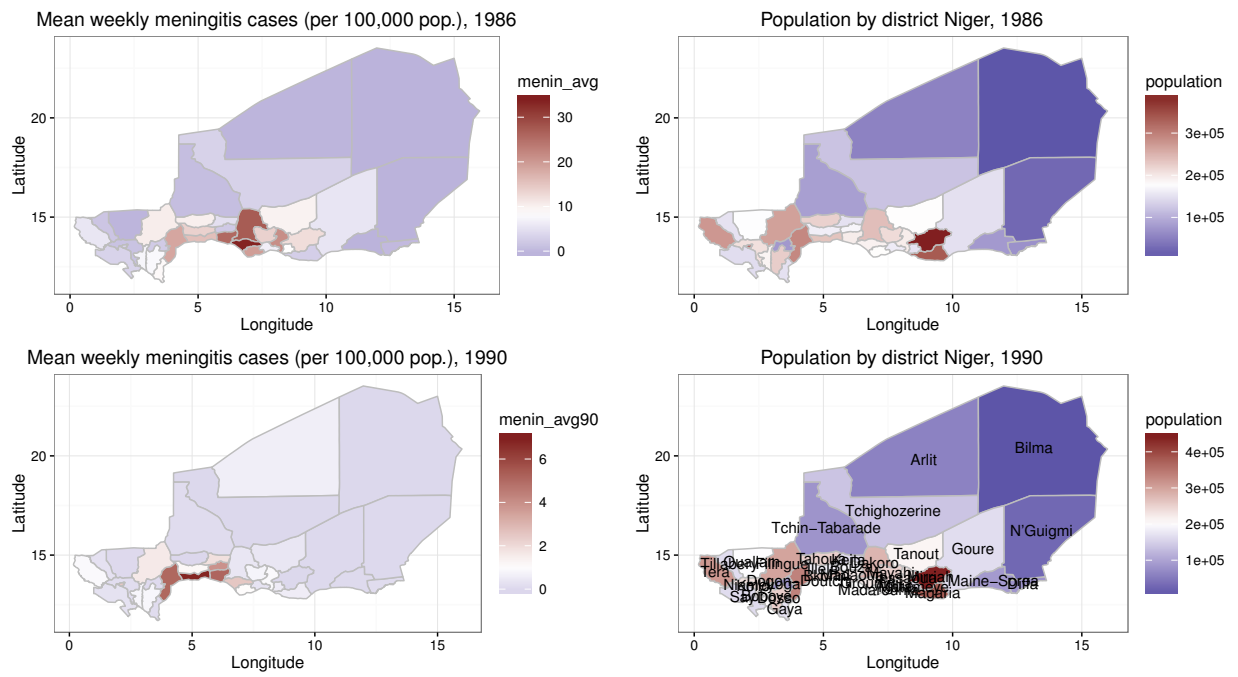 Mean weekly meningitis cases (per 100,000 pop.), 1986
Latitude
20
15
0
5
10
15
Longitude
menin_avg
30
20
10
0
Population by district Niger, 1986
Latitude
20
15
0
5
10
15
Longitude
population
3e+05
2e+05
1e+05
Mean weekly meningitis cases (per 100,000 pop.), 1990
Latitude
20
15
0
5
10
15
Longitude
menin_avg90
6
4
2
0
Population by district Niger, 1990
Latitude
20
15
Bilma
Arlit
Tchighozerine
Tchin−Tabarade
N'Guigmi
Goure
Tanout
Dakoro
Keita
Ouallam
Tera
Maine−Soroa
Diffa
Magaria
Say
Gaya
0
5
10
15
Longitude
population
4e+05
3e+05
2e+05
1e+05